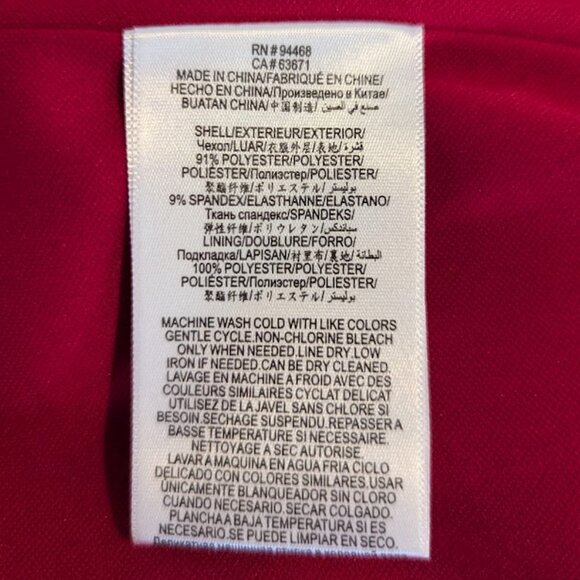 RN # 94468
CA # 63671
MADE IN CHINA/FABRIQUÉ EN CHINE/
HECHO EN CHINA/Произведено в Китае/
BUATAN CHINA/中国制造/صنع في الصين
SHELL/EXTERIEUR/EXTERIOR/
Чехол/LUAR/衣服外层/表地/قشرة
91% POLYESTER/POLYESTER/
POLIÉSTER/Полиэстер/POLIESTER/
聚酯纤维/ポリエステル/بوليستر
9% SPANDEX/ELASTHANNE/ELASTANO/
Ткань спандекс/SPANDEKS/
弹性纤维/ポリウレタン/سباندكس
LINING/DOUBLURE/FORRO/
Подкладка/LAPISAN/衬里布/裏地/البطانة
100% POLYESTER/POLYESTER/
POLIÉSTER/Полиэстер/POLIESTER/
聚酯纤维/ポリエステル/بوليستر
MACHINE WASH COLD WITH LIKE COLORS
GENTLE CYCLE.NON-CHLORINE BLEACH
ONLY WHEN NEEDED.LINE DRY.LOW
IRON IF NEEDED.CAN BE DRY CLEANED.
LAVAGE EN MACHINE A FROID AVEC DES
COULEURS SIMILAIRES CYCLAT DELICAT
UTILISEZ DE LA JAVEL SANS CHLORE SI
BESOIN.SECHAGE SUSPENDU.REPASSER A
BASSE TEMPERATURE SI NECESSAIRE.
NETTOYAGE A SEC AUTORISE.
LAVAR A MAQUINA EN AGUA FRIA CICLO
DELICADO CON COLORES SIMILARES.USAR
ÚNICAMENTE BLANQUEADOR SIN CLORO
CUANDO NECESARIO.SECAR COLGADO.
PLANCHA A BAJA TEMPERATURA SI ES
NECESARIO.SE PUEDE LIMPIAR EN SECO.